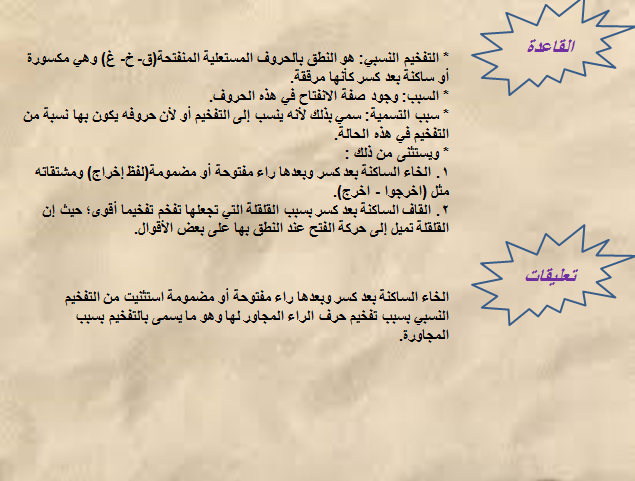 القاعدة
* التفخيم النسبي: هو النطق بالحروف المستعلية المنفتحة(ق- خ- غ) وهي مكسورة
أو ساكنة بعد كسر كأنها مرققة.
* السبب: وجود صفة الانفتاح في هذه الحروف.
* سبب التسمية: سمي بذلك لأنه ينسب إلى التفخيم أو لأن حروفه يكون بها نسبة من
التفخيم في هذه الحالة.
* ويستثنى من ذلك :
١. الخاء الساكنة بعد كسر وبعدها راء مفتوحة أو مضمومة(لفظ إخراج) ومشتقاته
مثل (اخرجوا - اخرج).
٢. القاف الساكنة بعد كسر بسبب القلقلة التي تجعلها تفخم تفخيما أقوى؛ حيث إن
القلقلة تميل إلى حركة الفتح عند النطق بها على بعض الأقوال.
تعليقات
الخاء الساكنة بعد كسر وبعدها راء مفتوحة أو مضمومة استثنيت من التفخيم
النسبي بسبب تفخيم حرف الراء المجاور لها وهو ما يسمى بالتفخيم بسبب
المجاورة.